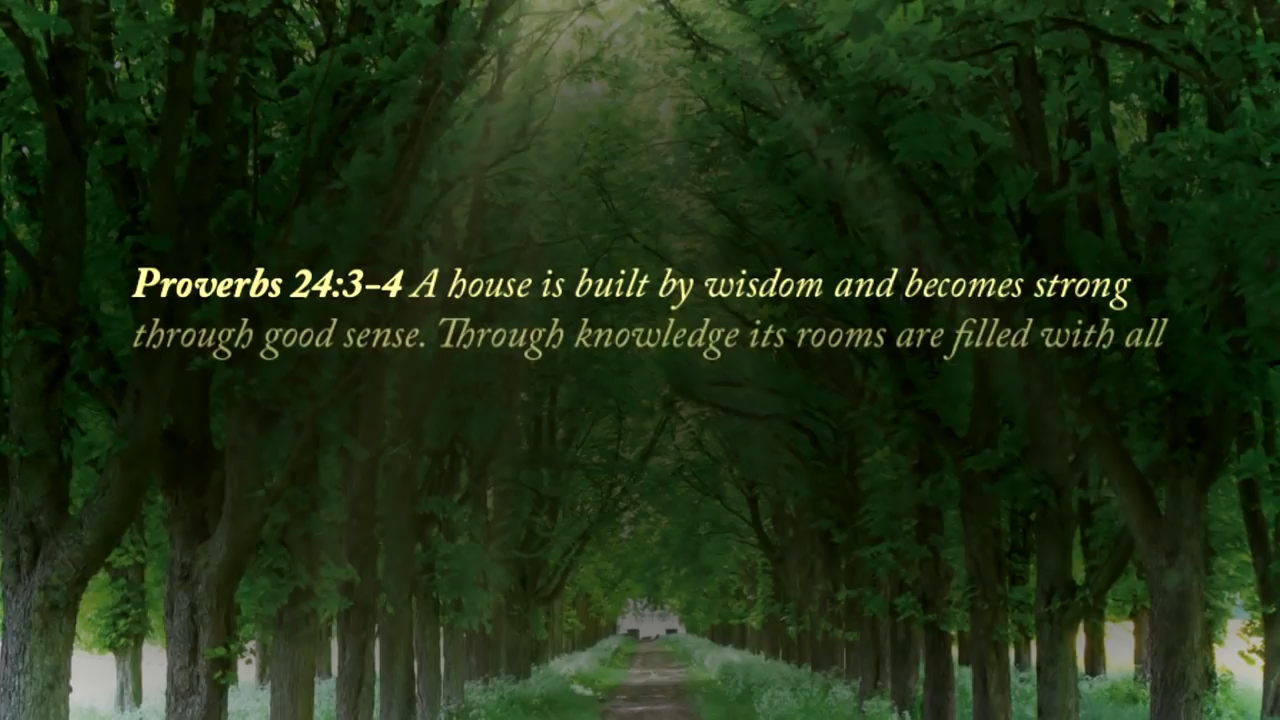 Proverbs 24:3-4 A house is built by wisdom and becomes strong
through good sense. Through knowledge its rooms are filled with all